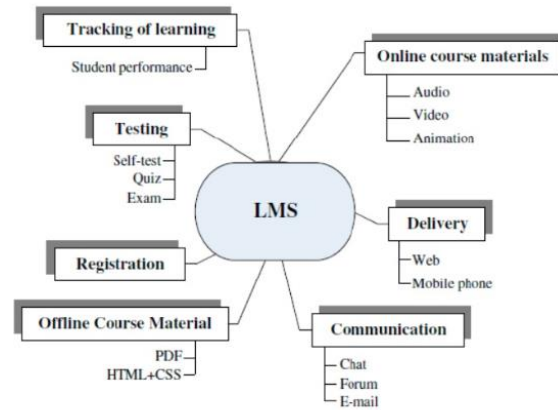 Tracking of learning
Student performance
Online course materials
Audio
Video
Animation
Testing
Self-test
Quiz
Exam
LMS
Delivery
Web
Mobile phone
Registration
Offline Course Material
PDF
HTML+CSS
Communication
Chat
Forum
E-mail